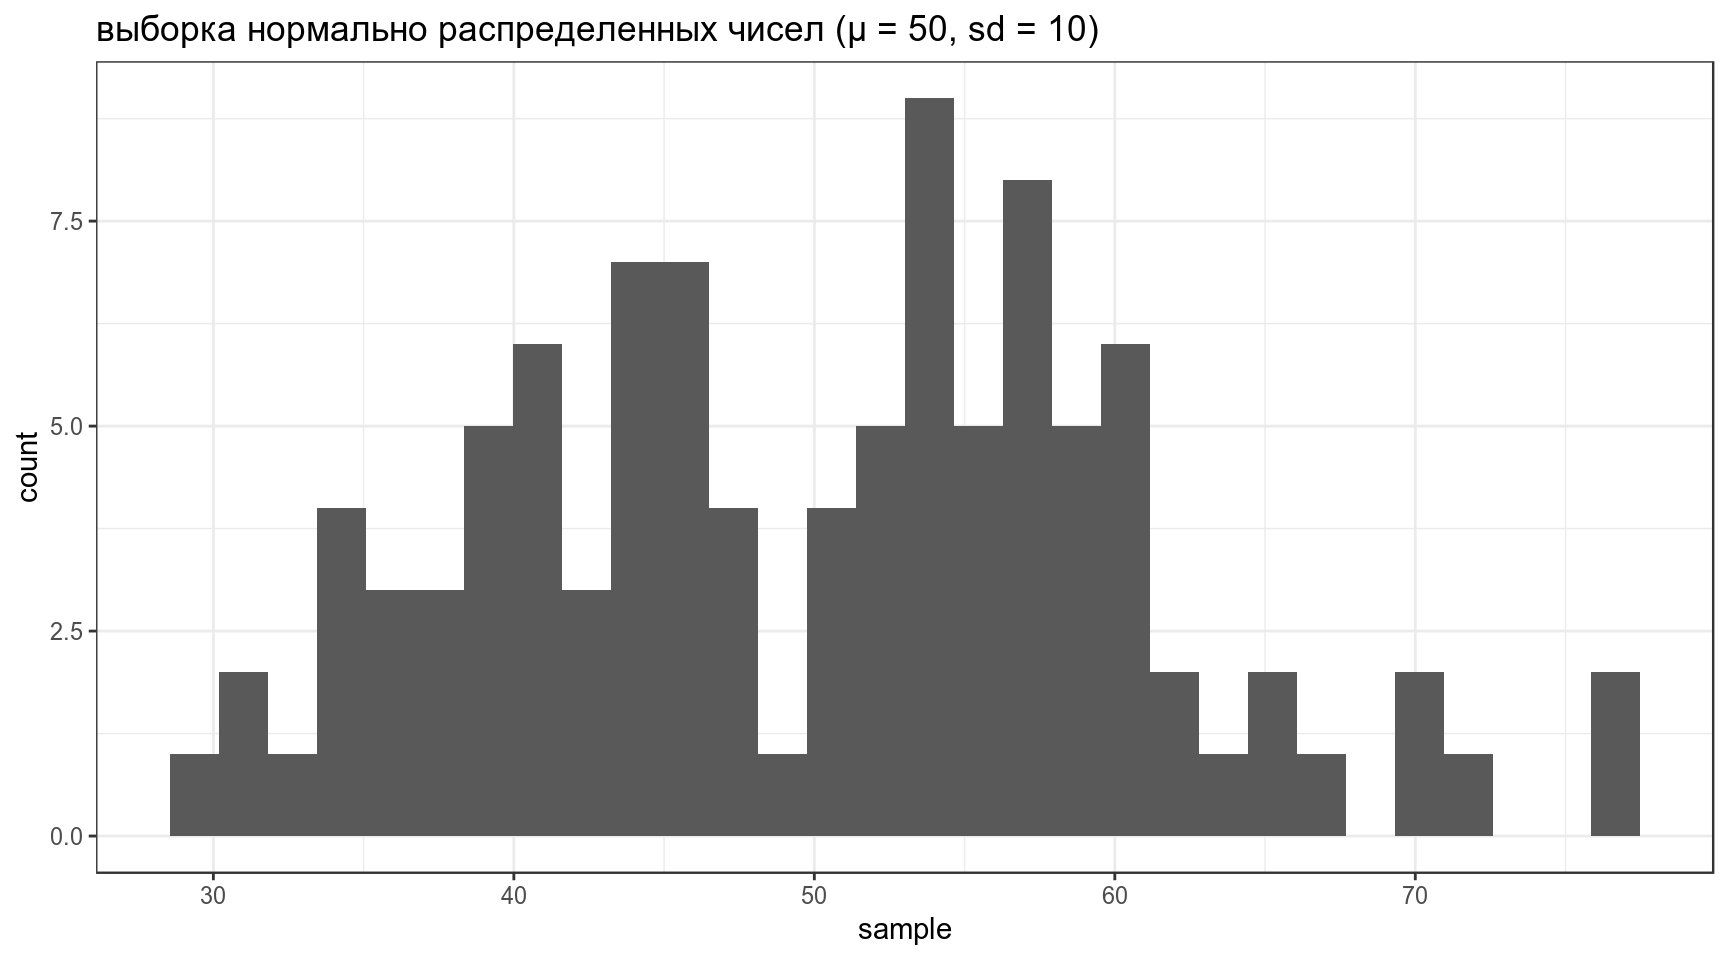 выборка нормально распределенных чисел (μ = 50, sd = 10)
7.5
5.0
2.5
0.0
count
30 40 50 60 70
sample